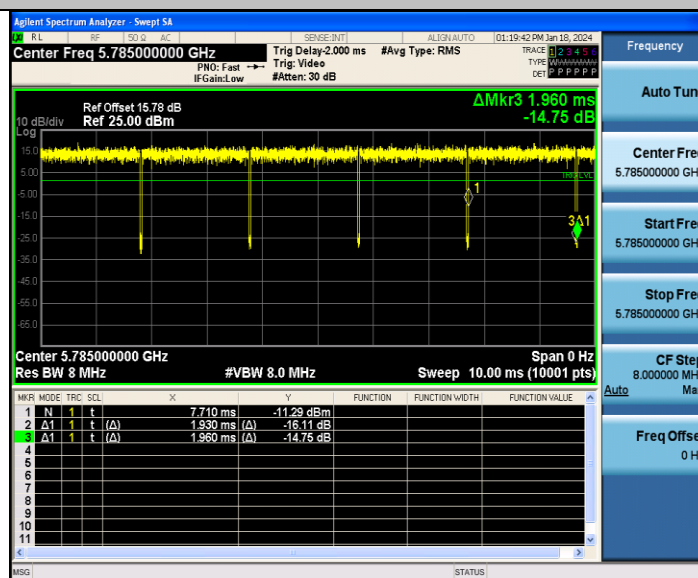 Agilent Spectrum Analyzer - Swept SA
RL RF 50 Ω AC SENSE:INT ALIGN AUTO 01:19:42 PM Jan 18, 2024
Center Freq 5.785000000 GHz
PNO: Fast
IFGain:Low
Trig Delay-2.000 ms
Trig: Video
#Atten: 30 dB
#Avg Type: RMS
TRACE 1 2 3 4 5 6
TYPE
DET P P P P P P
Ref Offset 15.78 dB
10 dB/div Ref 25.00 dBm
Log
ΔMkr3 1.960 ms
-14.75 dB
15.0
5.00
-5.00
-15.0
-25.0
-35.0
-45.0
-55.0
-65.0
TRIG LVL
1
3Δ1
Center 5.785000000 GHz Span 0 Hz
Res BW 8 MHz #VBW 8.0 MHz Sweep 10.00 ms (10001 pts)
MKR MODE TRC SCL X Y FUNCTION FUNCTION WIDTH FUNCTION VALUE
1 N 1 t 7.710 ms -11.29 dBm
2 Δ1 1 t (Δ) 1.930 ms (Δ) -16.11 dB
3 Δ1 1 t (Δ) 1.960 ms (Δ) -14.75 dB
4
5
6
7
8
9
10
11
MSG STATUS
Frequency
Auto Tun
Center Fre
5.785000000 GH
Start Fre
5.785000000 GH
Stop Fre
5.785000000 GH
CF Ste
8.000000 MH
Auto Ma
Freq Offse
0 H